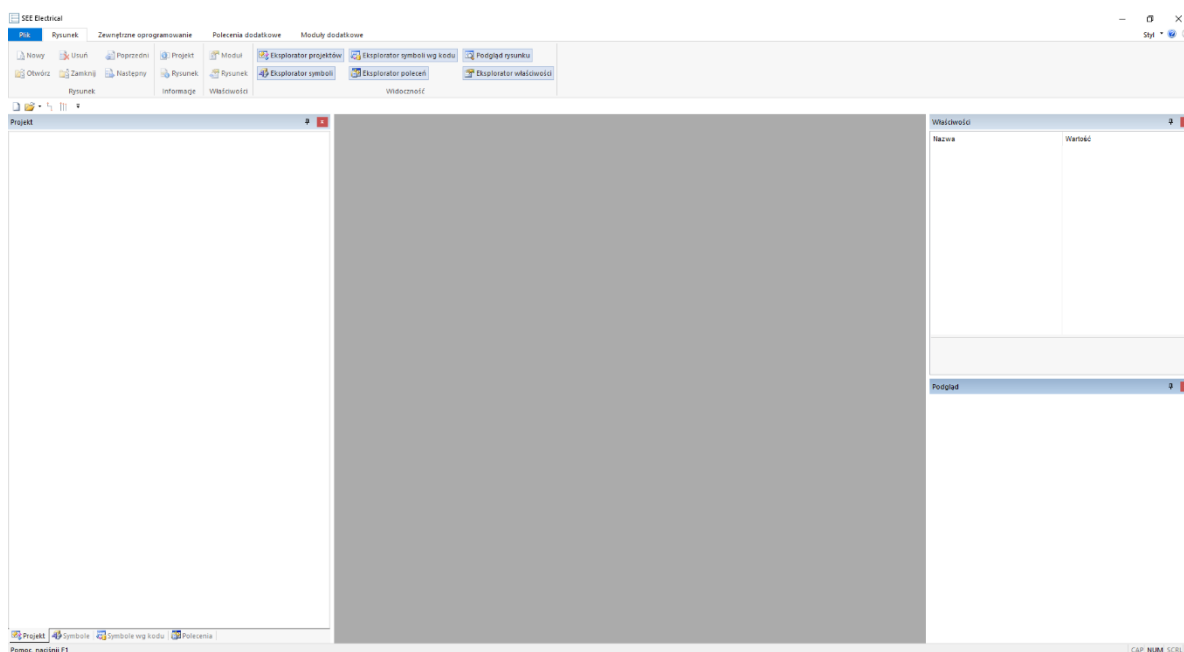 SEE Electrical
Plik Rysunek Zewnętrzne oprogramowanie Polecenia dodatkowe Moduły dodatkowe Styl
Nowy Usuń Poprzedni Projekt Moduł Eksplorator projektów Eksplorator symboli wg kodu Podgląd rysunku
Otwórz Zamknij Następny Rysunek Rysunek Eksplorator symboli Eksplorator poleceń Eksplorator właściwości
Rysunek Informacje Właściwości Widoczność
Projekt Właściwości
Nazwa Wartość
Podgląd
Projekt Symbole Symbole wg kodu Polecenia
Pomoc, naciśnij F1 CAP NUM SCRL